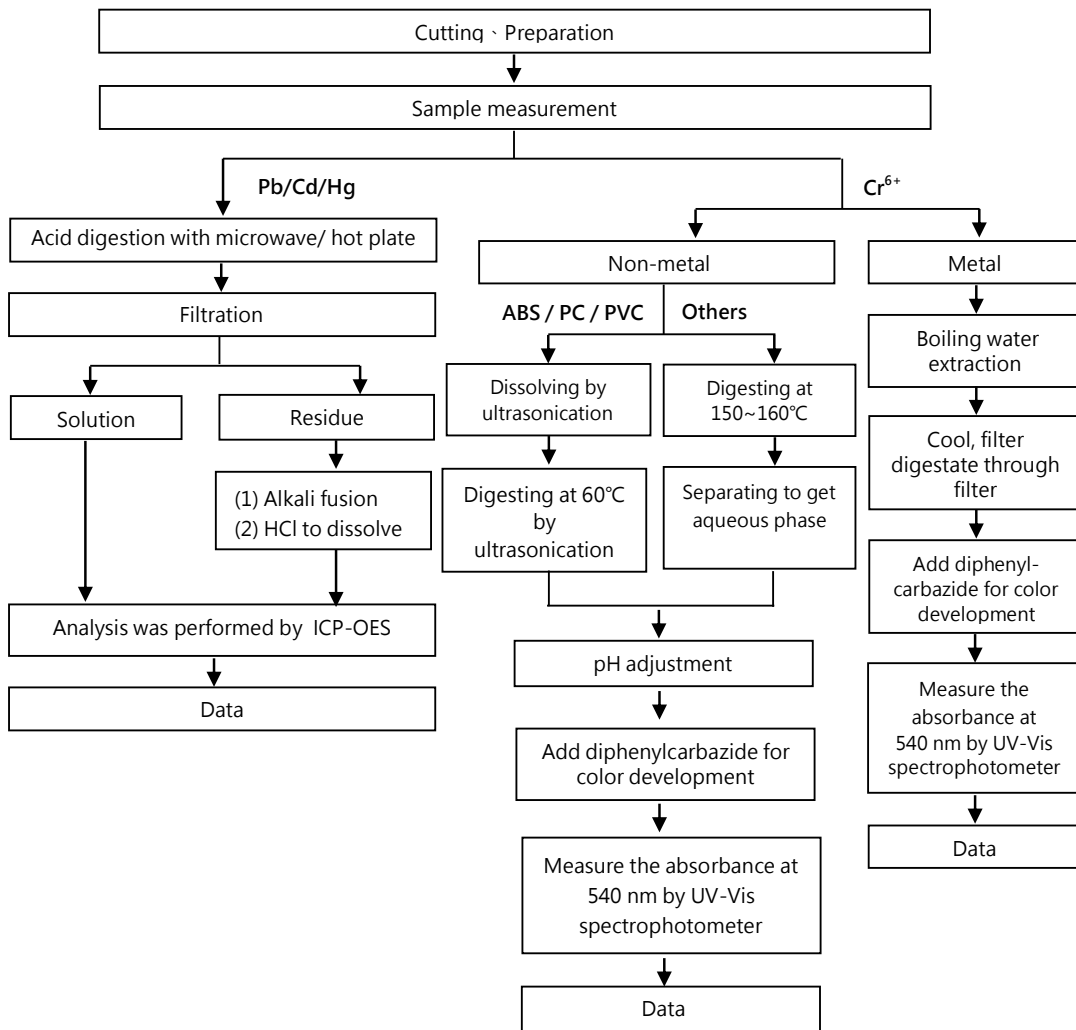 Cutting、Preparation
Sample measurement
Pb/Cd/Hg
Cr⁶⁺
Acid digestion with microwave/ hot plate
Filtration
Solution
Residue
(1) Alkali fusion
(2) HCl to dissolve
Analysis was performed by ICP-OES
Data
Non-metal
ABS / PC / PVC
Others
Dissolving by
ultrasonication
Digesting at
150~160℃
Digesting at 60℃
by
ultrasonication
Separating to get
aqueous phase
pH adjustment
Add diphenylcarbazide for
color development
Measure the absorbance at
540 nm by UV-Vis
spectrophotometer
Data
Metal
Boiling water
extraction
Cool, filter
digestate through
filter
Add diphenyl-
carbazide for color
development
Measure the
absorbance at
540 nm by UV-Vis
spectrophotometer
Data